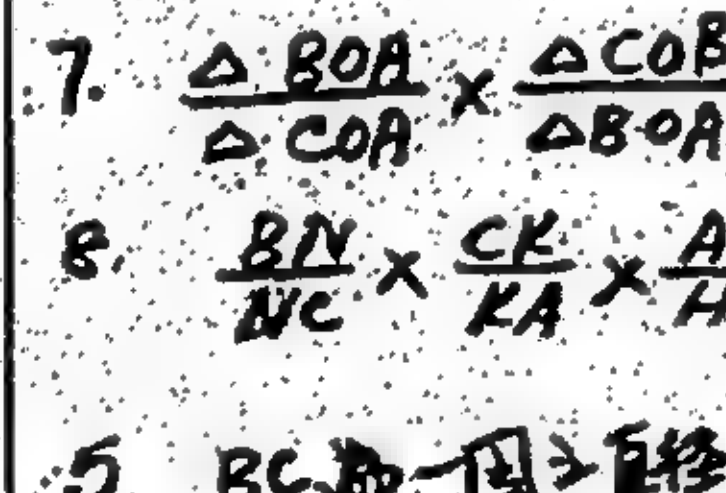 7. △BOA/△COA × △COB/△BOA
8. BN/NC × CK/KA × A/H
5 BC